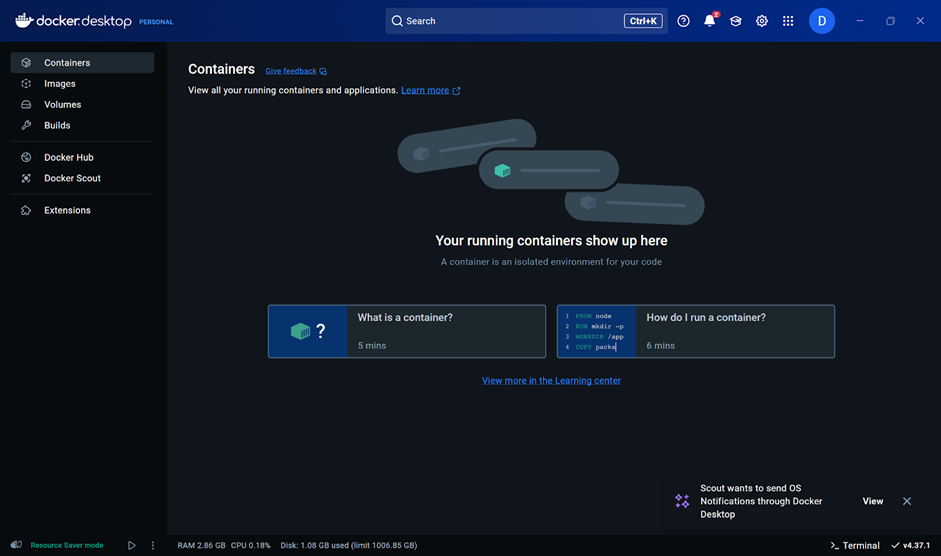 docker.desktop PERSONAL
Search Ctrl+K
2
D
Containers
Images
Volumes
Builds
Docker Hub
Docker Scout
Extensions
Containers Give feedback
View all your running containers and applications. Learn more
Your running containers show up here
A container is an isolated environment for your code
?
What is a container?
5 mins
1 FROM node
2 RUN mkdir -p
3 WORKDIR /app
4 COPY packa
How do I run a container?
6 mins
View more in the Learning center
Scout wants to send OS
Notifications through Docker
Desktop
View
Resource Saver mode
RAM 2.86 GB CPU 0.18% Disk: 1.08 GB used (limit 1006.85 GB)
>_ Terminal
v4.37.1